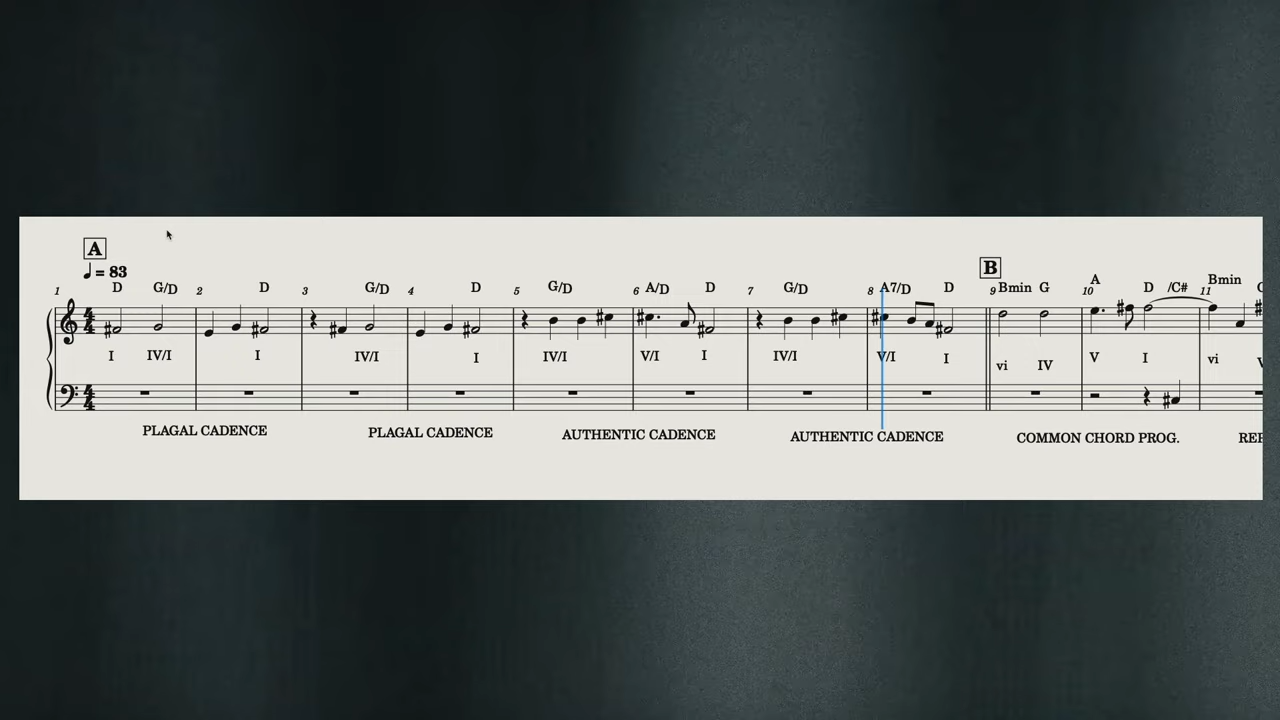 A
♩ = 83
1 D G/D 2 D 3 G/D 4 D 5 G/D 6 A/D D 7 G/D 8 A7/D D 9 B Bmin G 10 A D /C# 11 Bmin
I IV/I I IV/I I IV/I V/I I IV/I V/I I vi IV V I vi
PLAGAL CADENCE PLAGAL CADENCE AUTHENTIC CADENCE AUTHENTIC CADENCE COMMON CHORD PROG.